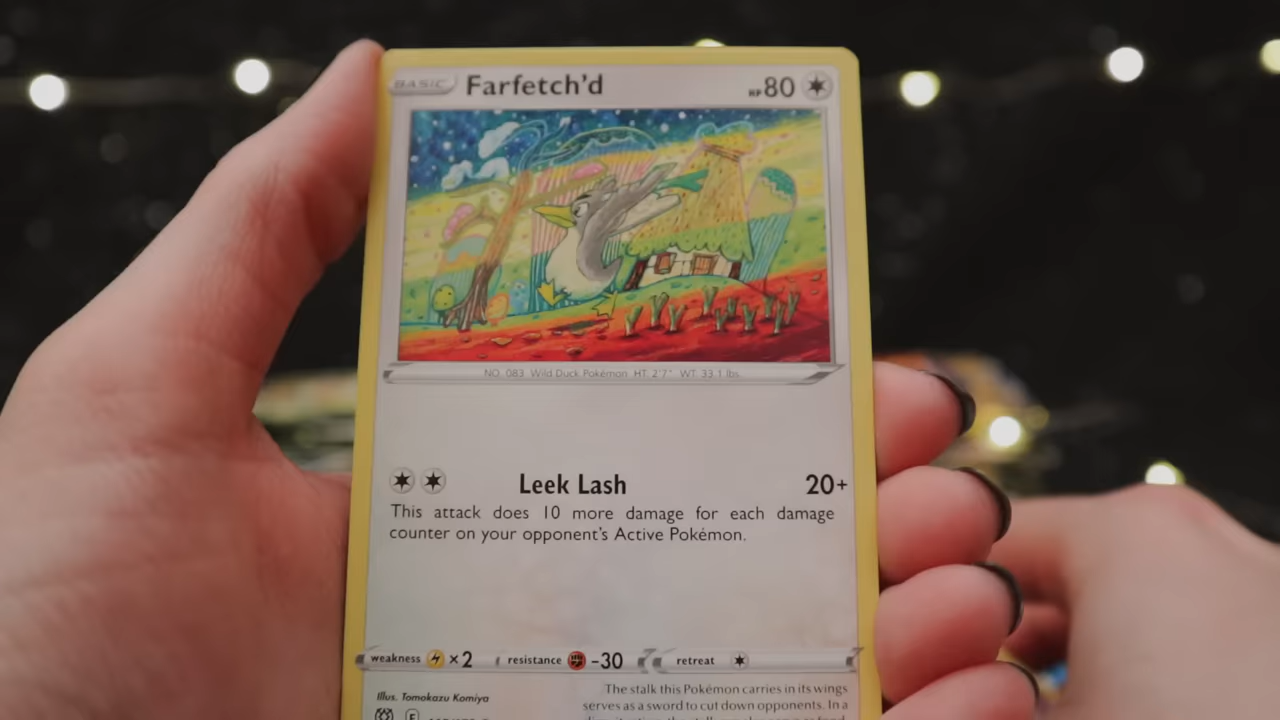 BASIC Farfetch'd HP 80
NO. 083 Wild Duck Pokémon HT: 2'7" WT: 33.1 lbs.
Leek Lash 20+
This attack does 10 more damage for each damage
counter on your opponent's Active Pokémon.
weakness ×2 resistance -30 retreat
Illus. Tomokazu Komiya
The stalk this Pokémon carries in its wings
serves as a sword to cut down opponents. In a